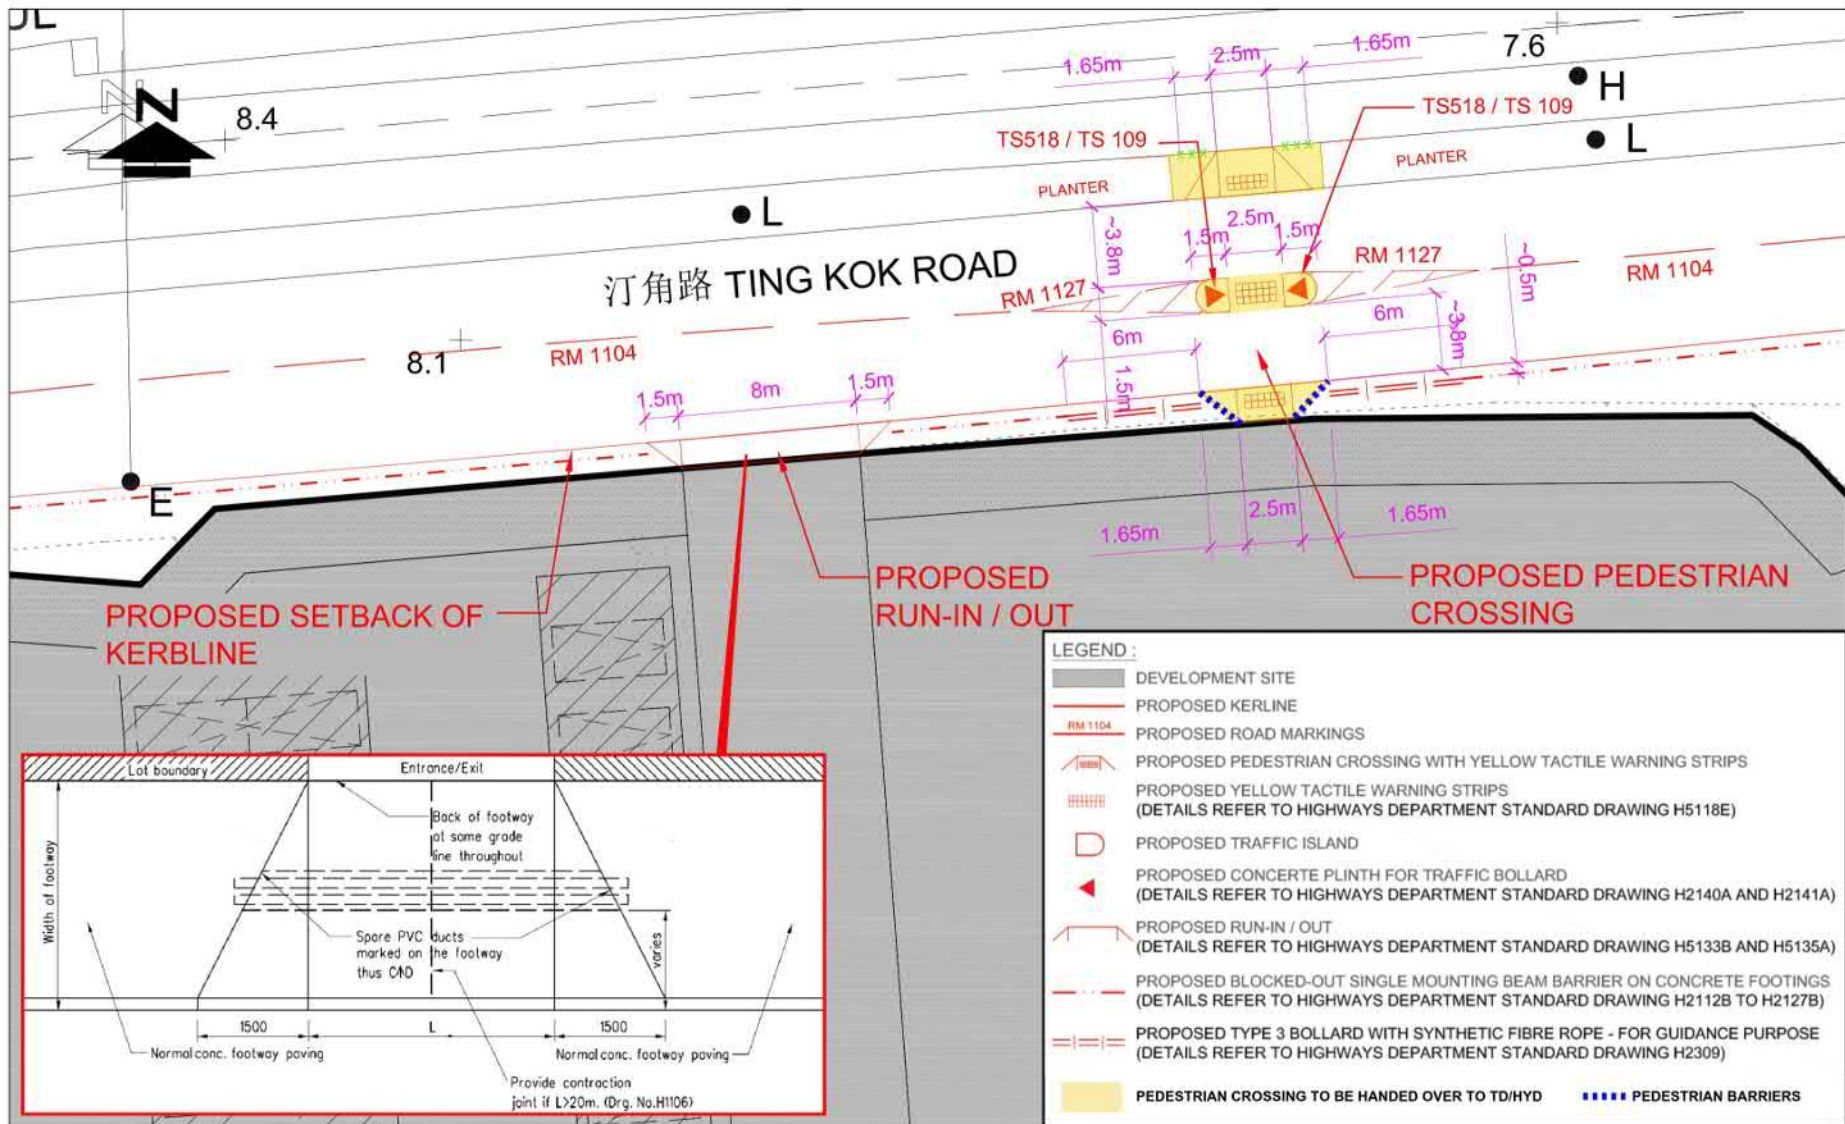 N
8.4
7.6
H
L
1.65m
2.5m
1.65m
TS518 / TS 109
TS518 / TS 109
PLANTER
PLANTER
L
汀角路 TING KOK ROAD
~3.8m
1.5m
2.5m
1.5m
RM 1127
RM 1127
RM 1104
~0.5m
8.1
RM 1104
6m
6m
~3.8m
1.5m
1.5m
8m
1.5m
E
1.65m
2.5m
1.65m
PROPOSED SETBACK OF
KERBLINE
PROPOSED
RUN-IN / OUT
PROPOSED PEDESTRIAN
CROSSING
LEGEND :
DEVELOPMENT SITE
PROPOSED KERLINE
RM 1104
PROPOSED ROAD MARKINGS
PROPOSED PEDESTRIAN CROSSING WITH YELLOW TACTILE WARNING STRIPS
PROPOSED YELLOW TACTILE WARNING STRIPS
(DETAILS REFER TO HIGHWAYS DEPARTMENT STANDARD DRAWING H5118E)
PROPOSED TRAFFIC ISLAND
PROPOSED CONCERTE PLINTH FOR TRAFFIC BOLLARD
(DETAILS REFER TO HIGHWAYS DEPARTMENT STANDARD DRAWING H2140A AND H2141A)
PROPOSED RUN-IN / OUT
(DETAILS REFER TO HIGHWAYS DEPARTMENT STANDARD DRAWING H5133B AND H5135A)
PROPOSED BLOCKED-OUT SINGLE MOUNTING BEAM BARRIER ON CONCRETE FOOTINGS
(DETAILS REFER TO HIGHWAYS DEPARTMENT STANDARD DRAWING H2112B TO H2127B)
PROPOSED TYPE 3 BOLLARD WITH SYNTHETIC FIBRE ROPE - FOR GUIDANCE PURPOSE
(DETAILS REFER TO HIGHWAYS DEPARTMENT STANDARD DRAWING H2309)
PEDESTRIAN CROSSING TO BE HANDED OVER TO TD/HYD
PEDESTRIAN BARRIERS
Lot boundary
Entrance/Exit
Back of footway
at same grade
line throughout
Width of footway
Spare PVC ducts
marked on the footway
thus
varies
1500
L
1500
Normal conc. footway paving
Normal conc. footway paving
Provide contraction
joint if L>20m. (Drg. No.H1106)